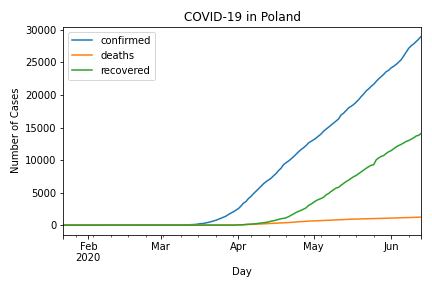 COVID-19 in Poland
confirmed
deaths
recovered
Number of Cases
30000
25000
20000
15000
10000
5000
0
Feb
2020
Mar
Apr
May
Jun
Day